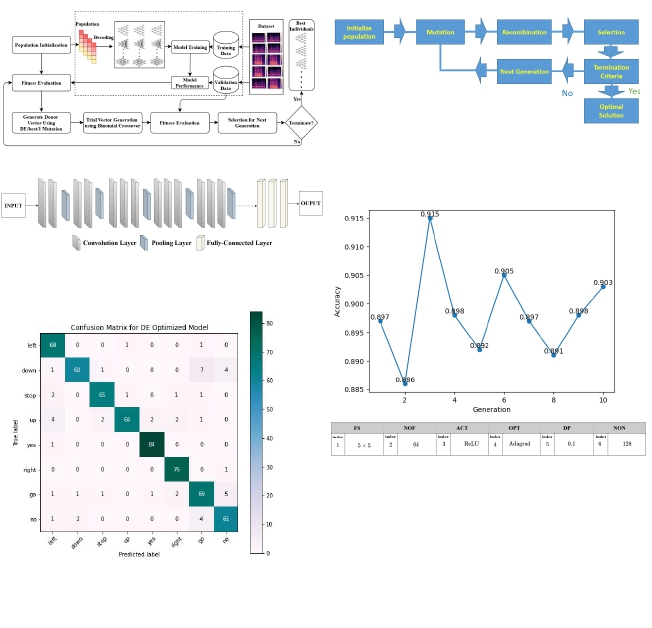 Population
Decoding
Population Initialization
Model Training
Training
Data
Dataset
Best
Individuals
Fitness Evaluation
Model
Performance
Validation
Data
Yes
Generate Donor
Vector Using
DE/best/1 Mutation
Trial Vector Generation
using Binomial Crossover
Fitness Evaluation
Selection for Next
Generation
Terminate?
No
Initialize
population
Mutation
Recombination
Selection
Next Generation
Termination
Criteria
No
Yes
Optimal
Solution
INPUT
OUPUT
Convolution Layer
Pooling Layer
Fully-Connected Layer
0.915
0.910
0.905
0.900
0.895
0.890
0.885
Accuracy
0.897
0.886
0.915
0.898
0.892
0.905
0.897
0.891
0.898
0.903
2 4 6 8 10
Generation
Confusion Matrix for DE Optimized Model
True label
left 68 0 0 1 0 0 1 0
down 1 60 1 0 0 0 7 4
stop 2 0 65 1 0 1 1 0
up 4 0 2 66 2 2 1 0
yes 1 0 0 0 84 0 0 0
right 0 0 0 0 0 76 0 1
go 1 1 1 0 1 2 69 5
no 1 2 0 0 0 0 4 61
left down stop up yes right go no
Predicted label
80
70
60
50
40
30
20
10
0
FS NOF ACT OPT DP NON
index 1 5 × 5 index 2 64 index 3 ReLU index 4 Adagrad index 5 0.1 index 6 128